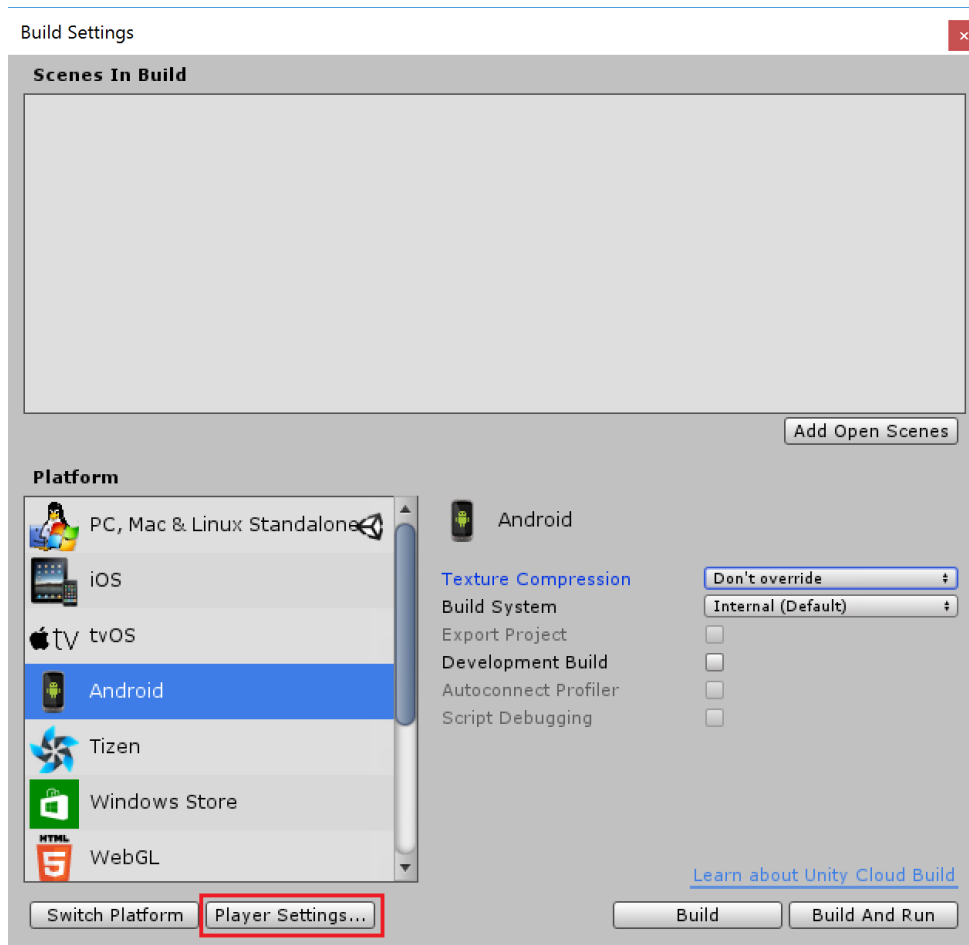 Build Settings
×
Scenes In Build
Add Open Scenes
Platform
PC, Mac & Linux Standalone
iOS
tv tvOS
Android
Tizen
Windows Store
HTML
5 WebGL
Android
Texture Compression Don't override
Build System Internal (Default)
Export Project
Development Build
Autoconnect Profiler
Script Debugging
Learn about Unity Cloud Build
Switch Platform Player Settings... Build Build And Run